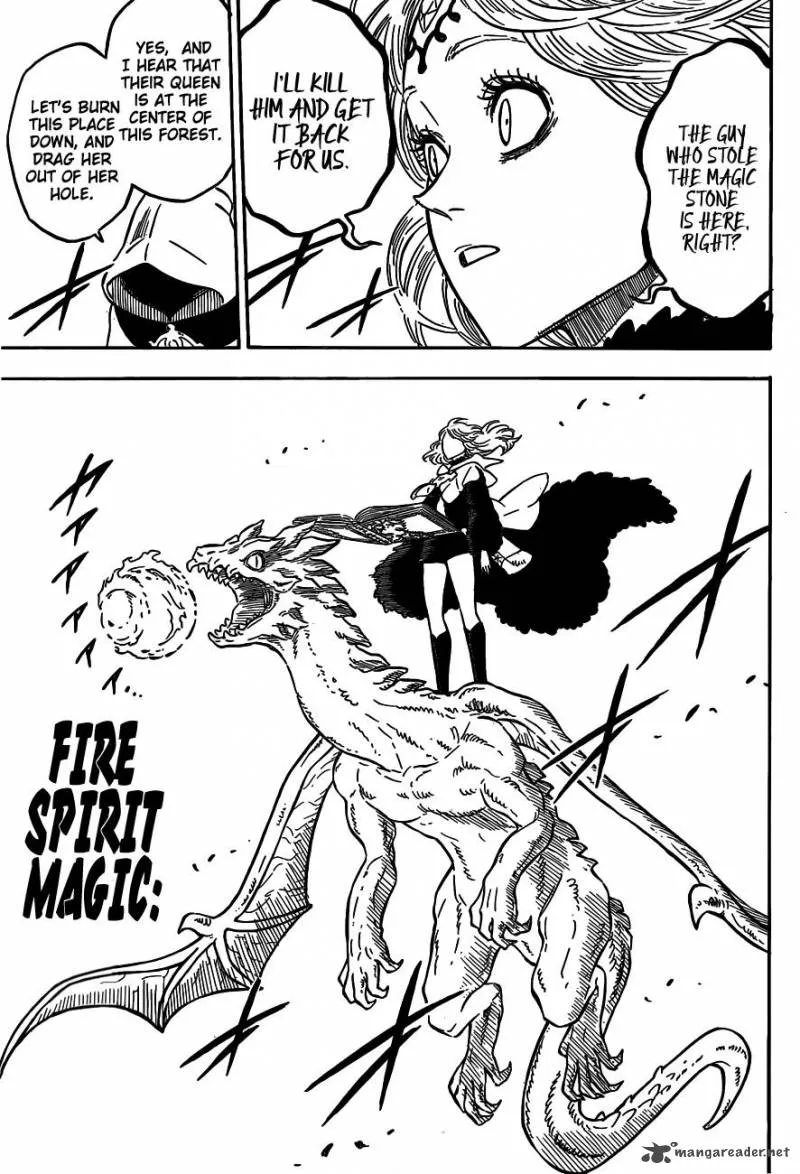 THE GUY
WHO STOLE
THE MAGIC
STONE
IS HERE,
RIGHT?
I'LL KILL
HIM AND GET
IT BACK
FOR US.
YES, AND
I HEAR THAT
THEIR QUEEN
IS AT THE
CENTER OF
THIS FOREST.
LET'S BURN
THIS PLACE
DOWN, AND
DRAG HER
OUT OF HER
HOLE.
FIRE
SPIRIT
MAGIC:
mangareader.net